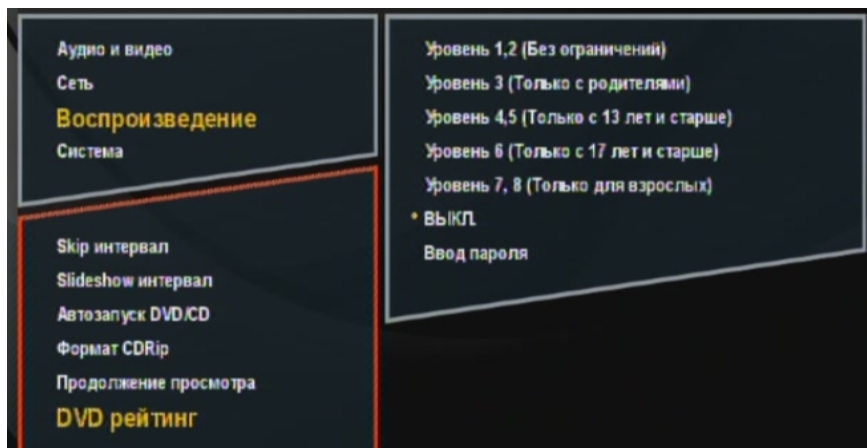 Аудио и видео
Сеть
Воспроизведение
Система
Skip интервал
Slideshow интервал
Автозапуск DVD/CD
Формат CDRip
Продолжение просмотра
DVD рейтинг
Уровень 1,2 (Без ограничений)
Уровень 3 (Только с родителями)
Уровень 4,5 (Только с 13 лет и старше)
Уровень 6 (Только с 17 лет и старше)
Уровень 7, 8 (Только для взрослых)
• ВЫКЛ.
Ввод пароля